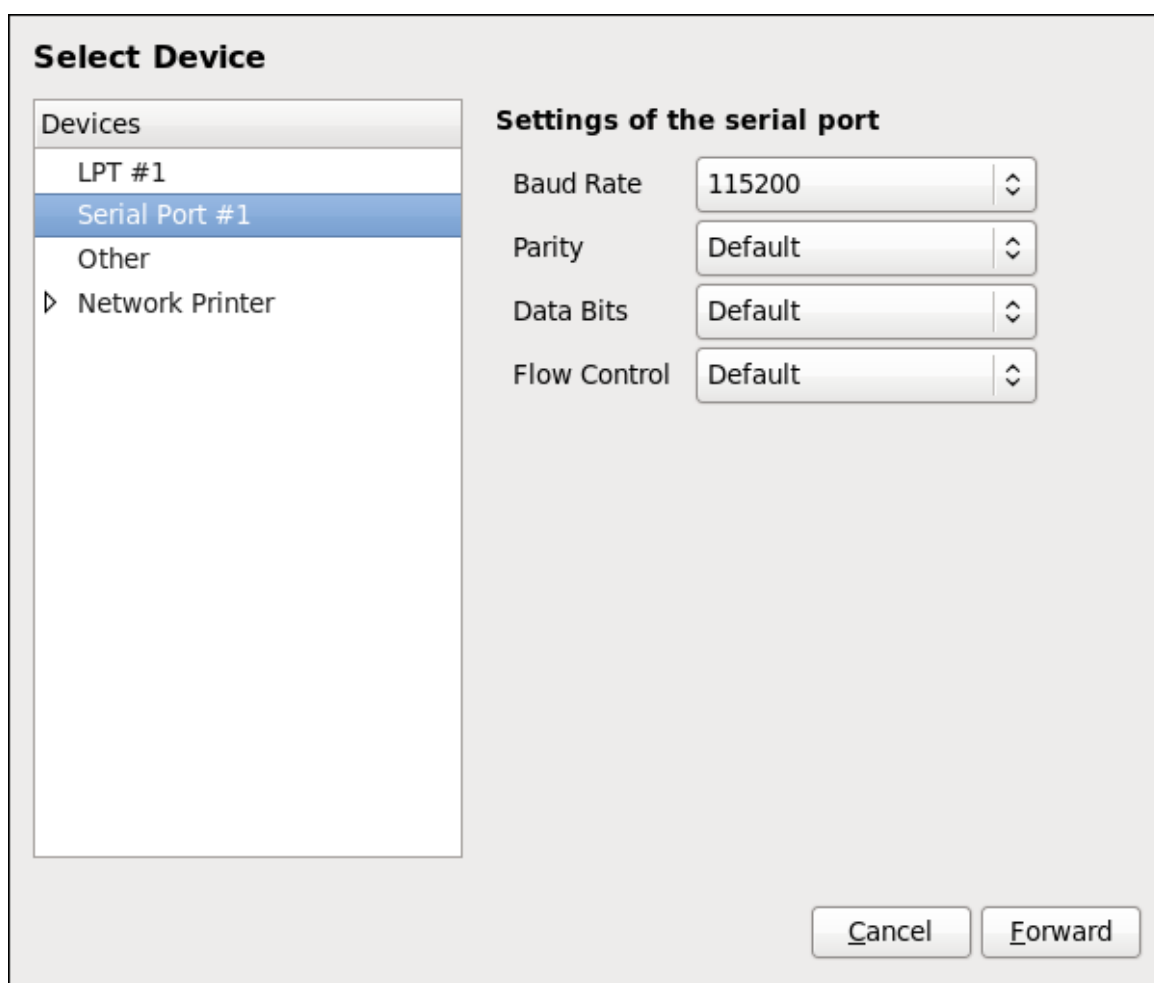 Select Device
Devices
LPT #1
Serial Port #1
Other
Network Printer
Settings of the serial port
Baud Rate 115200
Parity Default
Data Bits Default
Flow Control Default
Cancel Forward